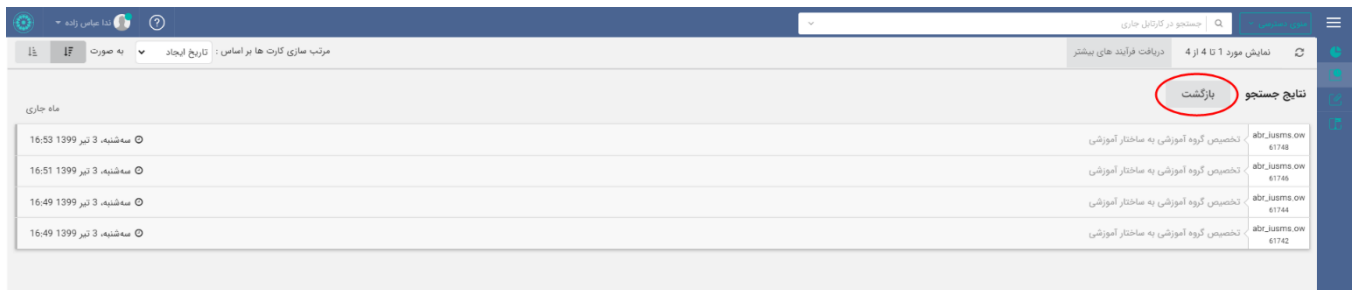 منوی دسترسی جستجو در کارتابل جاری ندا عباس زاده
نمایش مورد 1 تا 4 از 4 دریافت فرآیند های بیشتر مرتب سازی کارت ها بر اساس : تاریخ ایجاد به صورت
نتایج جستجو بازگشت
ماه جاری
abr_iusms.ow تخصیص گروه آموزشی به ساختار آموزشی سه‌شنبه، 3 تیر 1399 16:53
61748
abr_iusms.ow تخصیص گروه آموزشی به ساختار آموزشی سه‌شنبه، 3 تیر 1399 16:51
61746
abr_iusms.ow تخصیص گروه آموزشی به ساختار آموزشی سه‌شنبه، 3 تیر 1399 16:49
61744
abr_iusms.ow تخصیص گروه آموزشی به ساختار آموزشی سه‌شنبه، 3 تیر 1399 16:49
61742